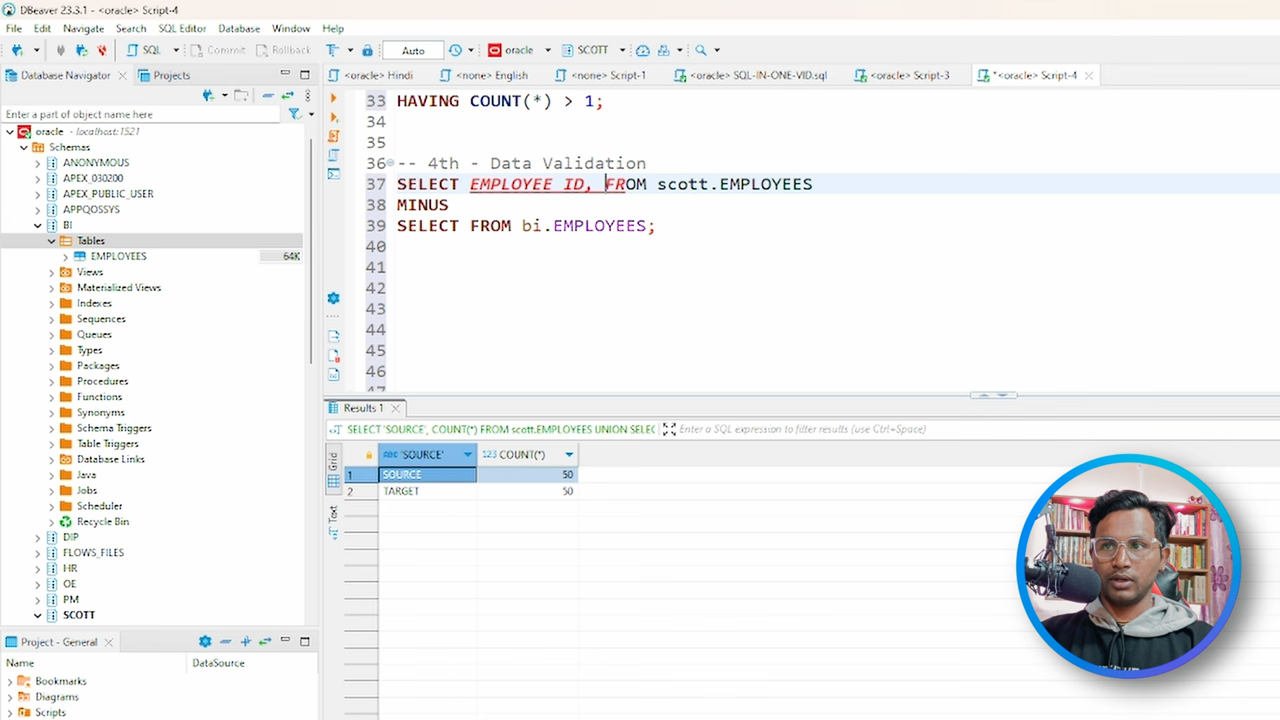 DBeaver 23.3.1 - <oracle> Script-4
File Edit Navigate Search SQL Editor Database Window Help
SQL Commit Rollback Auto oracle SCOTT
Database Navigator Projects
<oracle> Hindi <none> English <none> Script-1 <oracle> SQL-IN-ONE-VID.sql <oracle> Script-3 *<oracle> Script-4
Enter a part of object name here
oracle - localhost:1521
Schemas
ANONYMOUS
APEX_030200
APEX_PUBLIC_USER
APPQOSSYS
BI
Tables
EMPLOYEES 64K
Views
Materialized Views
Indexes
Sequences
Queues
Types
Packages
Procedures
Functions
Synonyms
Schema Triggers
Table Triggers
Database Links
Java
Jobs
Scheduler
Recycle Bin
DIP
FLOWS_FILES
HR
OE
PM
SCOTT
Project - General
Name DataSource
Bookmarks
Diagrams
Scripts
33 HAVING COUNT(*) > 1;
34
35
36 -- 4th - Data Validation
37 SELECT EMPLOYEE_ID, FROM scott.EMPLOYEES
38 MINUS
39 SELECT FROM bi.EMPLOYEES;
40
41
42
43
44
45
46
47
Results 1
SELECT 'SOURCE', COUNT(*) FROM scott.EMPLOYEES UNION SELEC Enter a SQL expression to filter results (use Ctrl+Space)
Grid
Text
ABC 'SOURCE' 123 COUNT(*)
1 SOURCE 50
2 TARGET 50